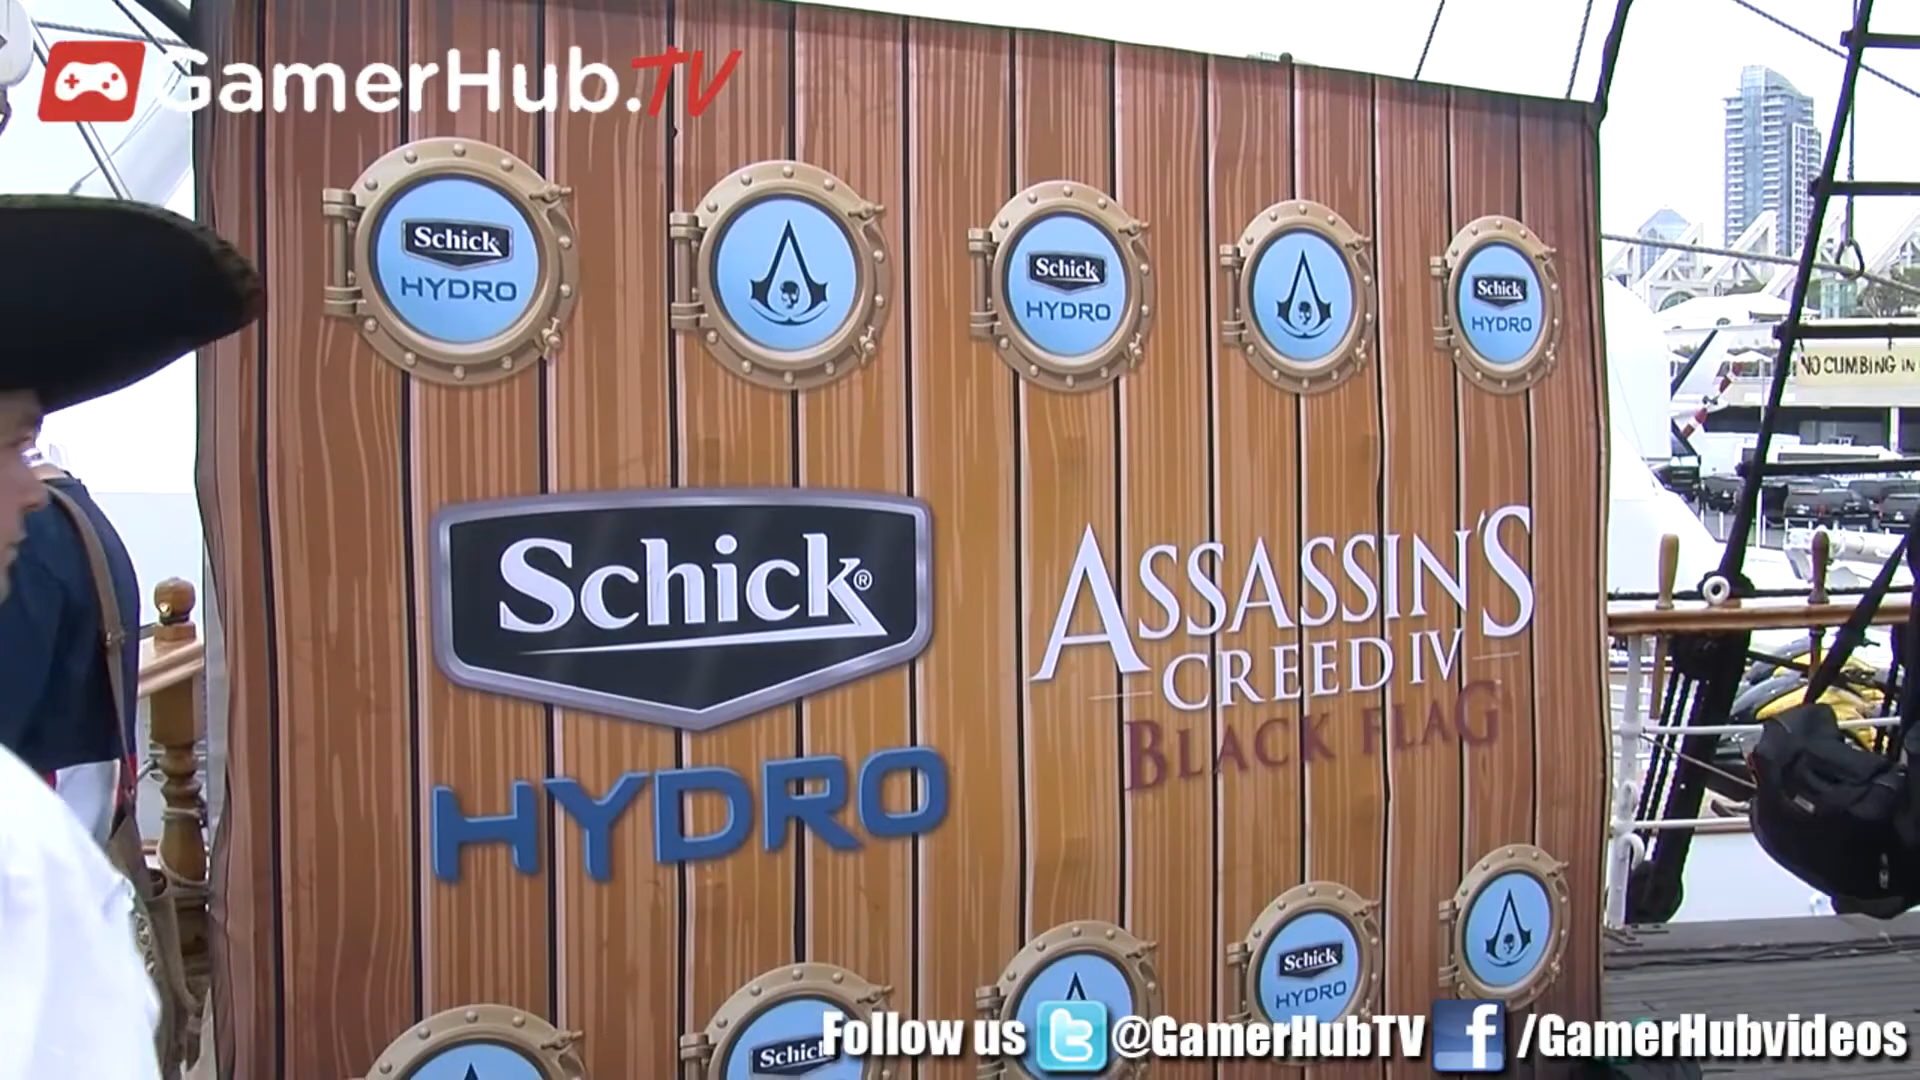 GamerHub.TV
Schick
HYDRO
Schick
HYDRO
Schick
HYDRO
NO CLIMBING IN
Schick®
HYDRO
ASSASSIN'S
CREED IV
BLACK FLAG
Schick
HYDRO
Schick
Follow us @GamerHubTV /GamerHubvideos